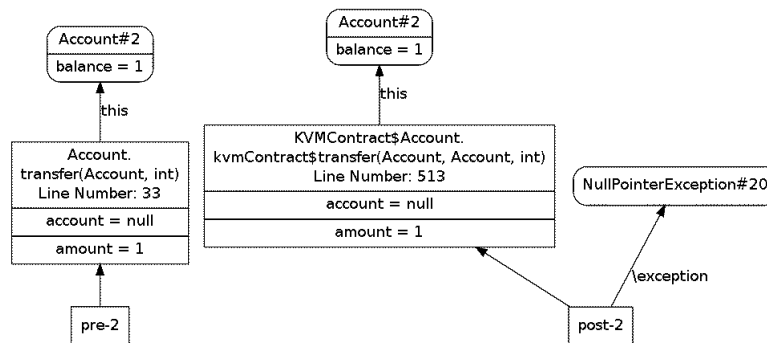 Account#2
balance = 1
this
Account.
transfer(Account, int)
Line Number: 33
account = null
amount = 1
pre-2
Account#2
balance = 1
this
KVMContract$Account.
kvmContract$transfer(Account, Account, int)
Line Number: 513
account = null
amount = 1
NullPointerException#20
\exception
post-2